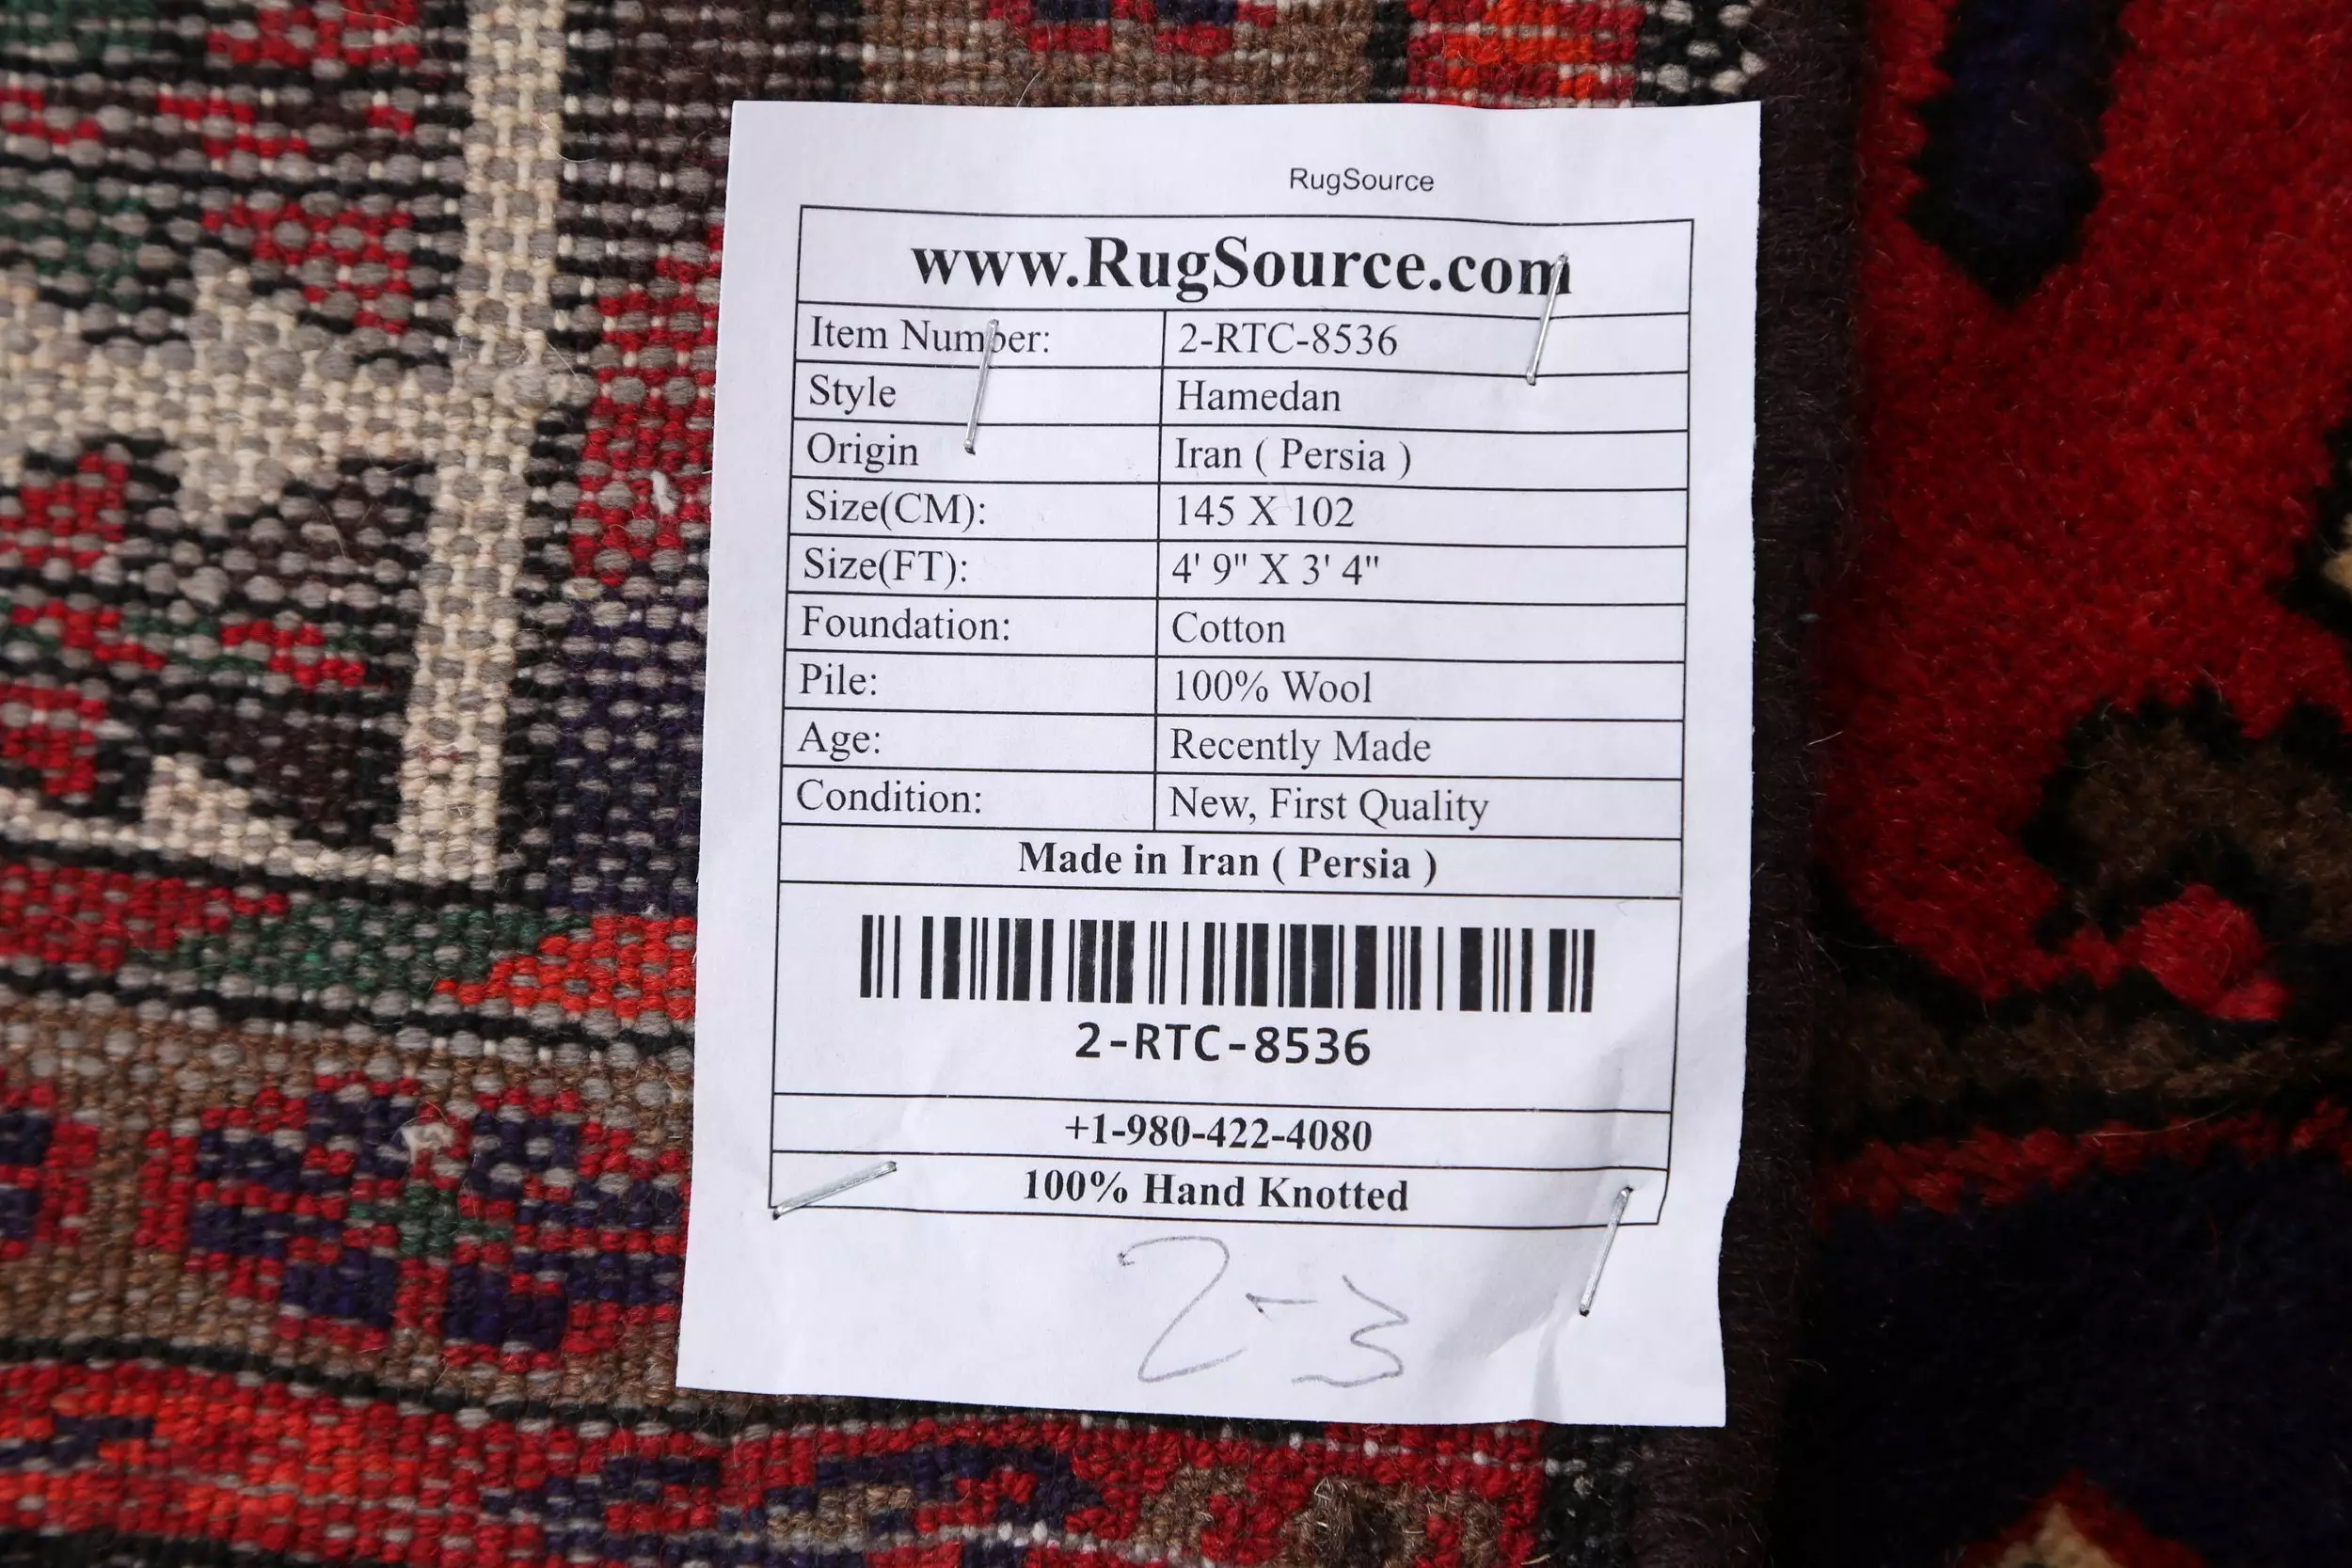 RugSource
www.RugSource.com
Item Number: 2-RTC-8536
Style Hamedan
Origin Iran ( Persia )
Size(CM): 145 X 102
Size(FT): 4' 9" X 3' 4"
Foundation: Cotton
Pile: 100% Wool
Age: Recently Made
Condition: New, First Quality
Made in Iran ( Persia )
2-RTC-8536
+1-980-422-4080
100% Hand Knotted
2-3